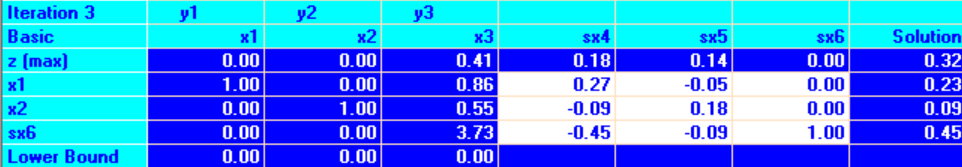 Iteration 3 y1 y2 y3
Basic x1 x2 x3 sx4 sx5 sx6 Solution
z (max) 0.00 0.00 0.41 0.18 0.14 0.00 0.32
x1 1.00 0.00 0.86 0.27 -0.05 0.00 0.23
x2 0.00 1.00 0.55 -0.09 0.18 0.00 0.09
sx6 0.00 0.00 3.73 -0.45 -0.09 1.00 0.45
Lower Bound 0.00 0.00 0.00